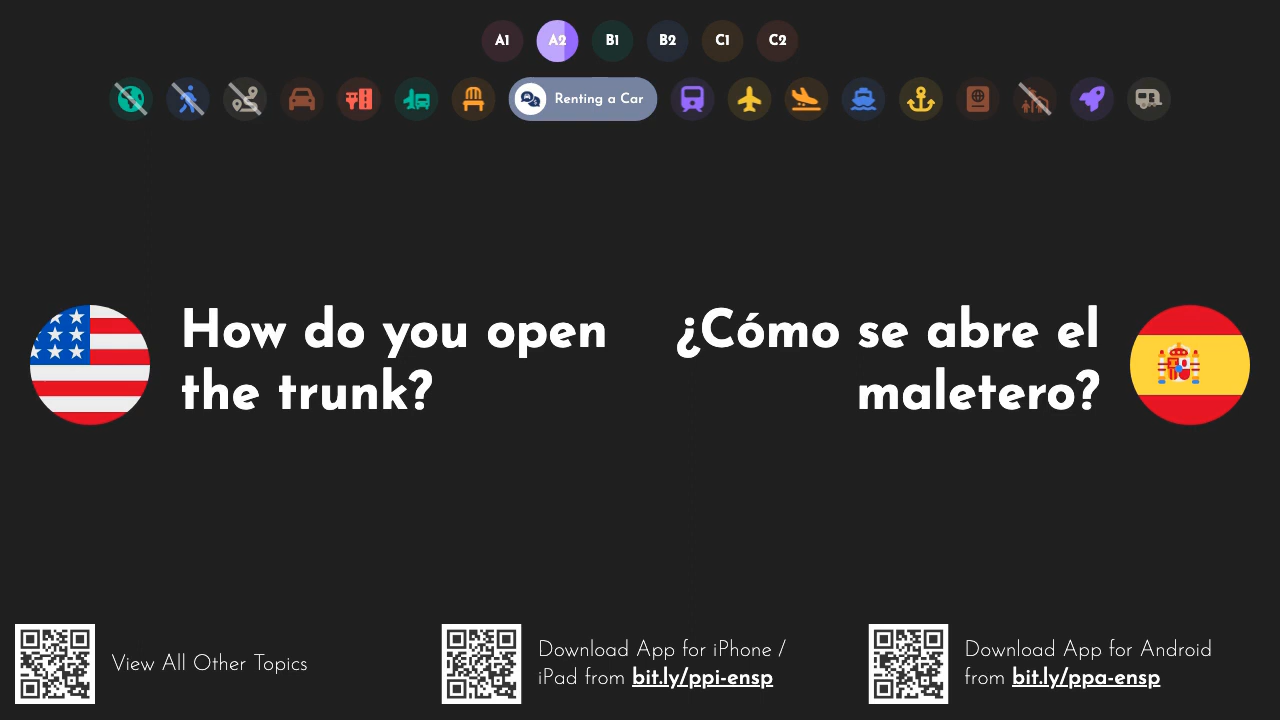 A1 A2 B1 B2 C1 C2
Renting a Car
How do you open
the trunk?
¿Cómo se abre el
maletero?
View All Other Topics
Download App for iPhone /
iPad from bit.ly/ppi-ensp
Download App for Android
from bit.ly/ppa-ensp